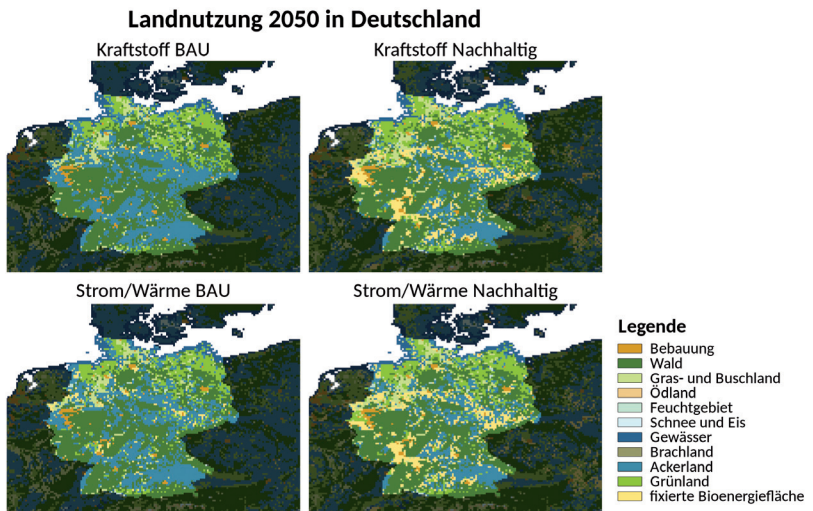 Landnutzung 2050 in Deutschland
Kraftstoff BAU
Kraftstoff Nachhaltig
Strom/Wärme BAU
Strom/Wärme Nachhaltig
Legende
Bebauung
Wald
Gras- und Buschland
Ödland
Feuchtgebiet
Schnee und Eis
Gewässer
Brachland
Ackerland
Grünland
fixierte Bioenergiefläche